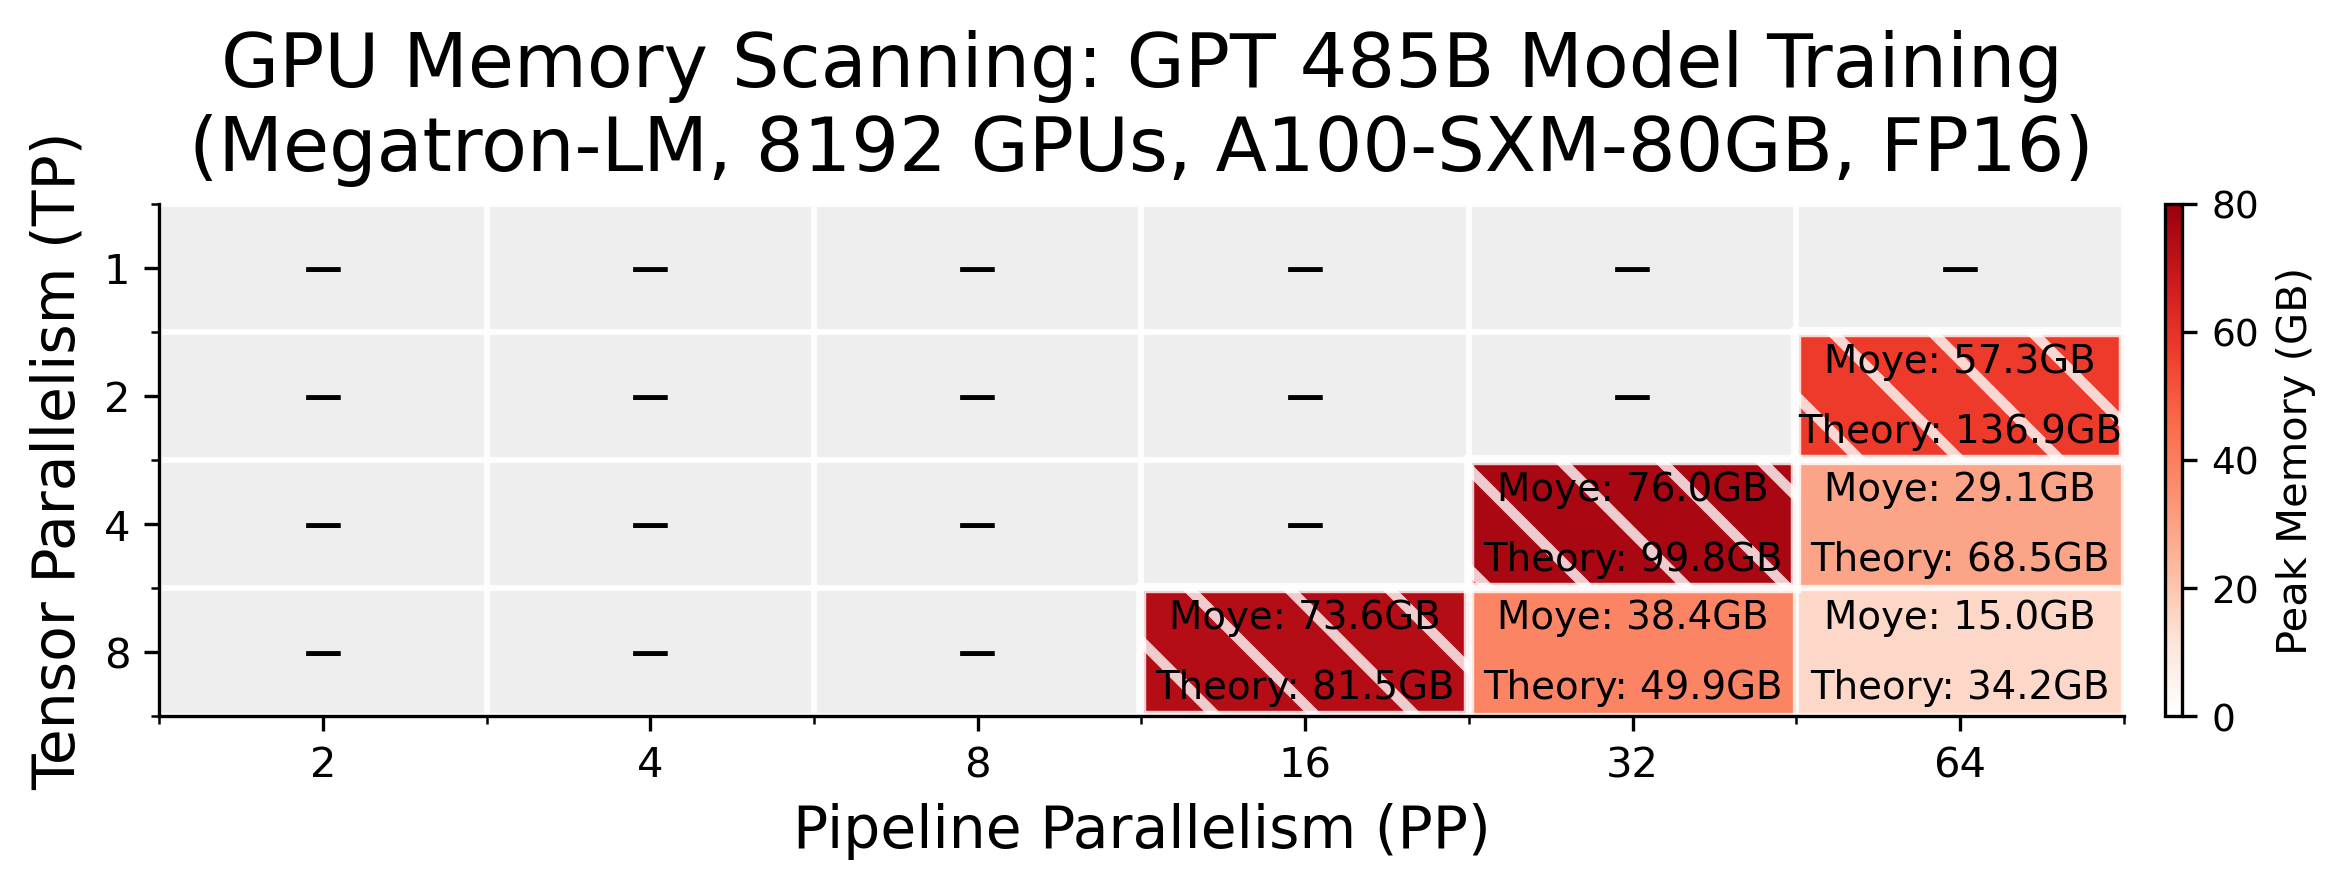 GPU Memory Scanning: GPT 485B Model Training
(Megatron-LM, 8192 GPUs, A100-SXM-80GB, FP16)
Tensor Parallelism (TP)
1 — — — — — —
2 — — — — — Moye: 57.3GB
Theory: 136.9GB
4 — — — — Moye: 76.0GB Moye: 29.1GB
Theory: 99.8GB Theory: 68.5GB
8 — — — Moye: 73.6GB Moye: 38.4GB Moye: 15.0GB
Theory: 81.5GB Theory: 49.9GB Theory: 34.2GB
2 4 8 16 32 64
Pipeline Parallelism (PP)
80
60
40
20
0
Peak Memory (GB)